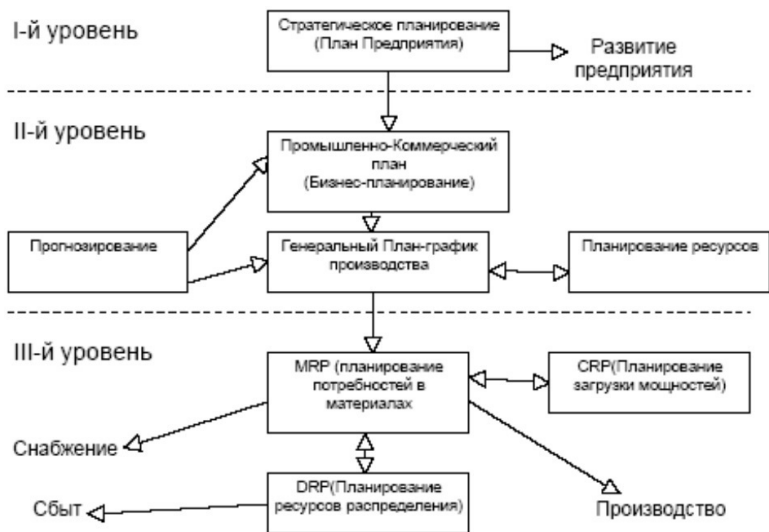 I-й уровень
Стратегическое планирование
(План Предприятия)
Развитие
предприятия
II-й уровень
Промышленно-Коммерческий
план
(Бизнес-планирование)
Прогнозирование
Генеральный План-график
производства
Планирование ресурсов
III-й уровень
MRP (планирование
потребностей в
материалах
CRP(Планирование
загрузки мощностей)
Снабжение
DRP(Планирование
ресурсов распределения)
Сбыт
Производство